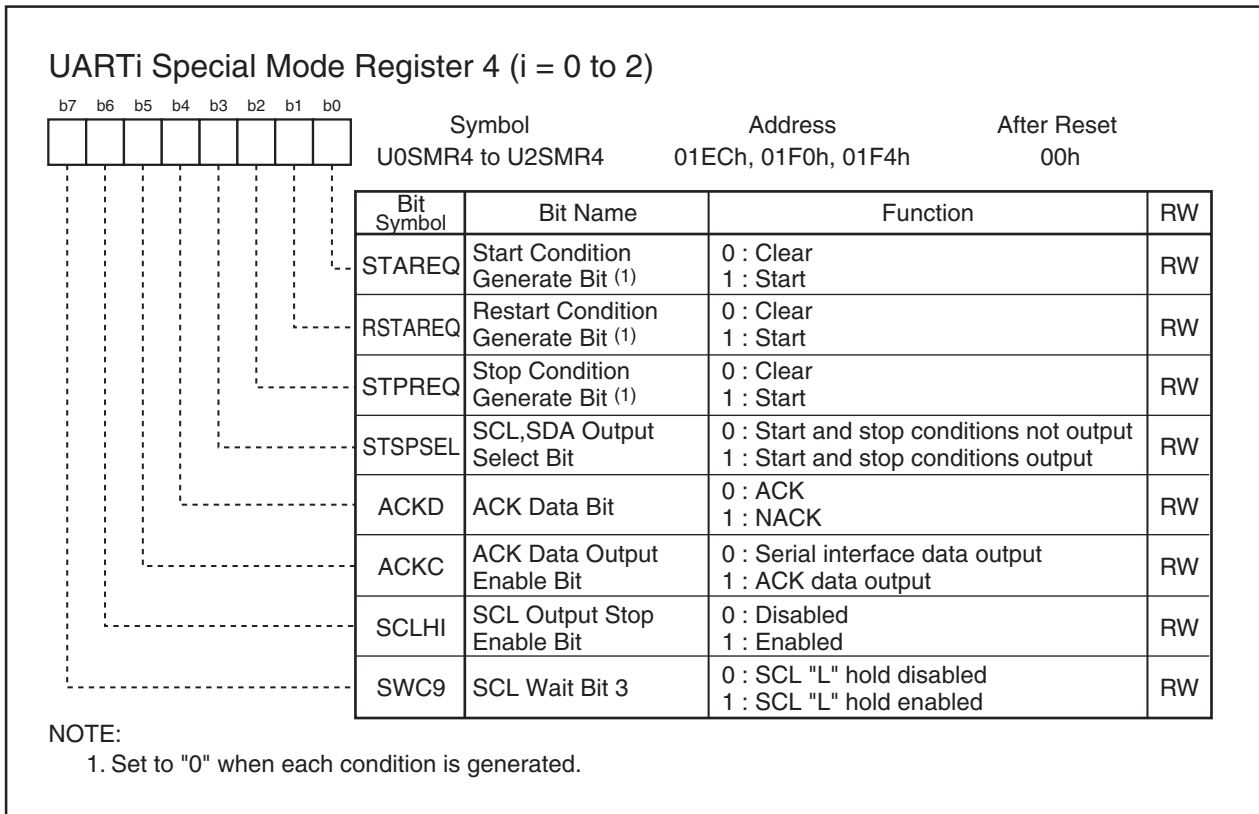 UARTi Special Mode Register 4 (i = 0 to 2)
b7 b6 b5 b4 b3 b2 b1 b0
Symbol Address After Reset
U0SMR4 to U2SMR4 01ECh, 01F0h, 01F4h 00h
Bit Symbol Bit Name Function RW
STAREQ Start Condition Generate Bit (1) 0 : Clear RW
1 : Start
RSTAREQ Restart Condition Generate Bit (1) 0 : Clear RW
1 : Start
STPREQ Stop Condition Generate Bit (1) 0 : Clear RW
1 : Start
STSPSEL SCL,SDA Output Select Bit 0 : Start and stop conditions not output RW
1 : Start and stop conditions output
ACKD ACK Data Bit 0 : ACK RW
1 : NACK
ACKC ACK Data Output Enable Bit 0 : Serial interface data output RW
1 : ACK data output
SCLHI SCL Output Stop Enable Bit 0 : Disabled RW
1 : Enabled
SWC9 SCL Wait Bit 3 0 : SCL "L" hold disabled RW
1 : SCL "L" hold enabled
NOTE:
1. Set to "0" when each condition is generated.